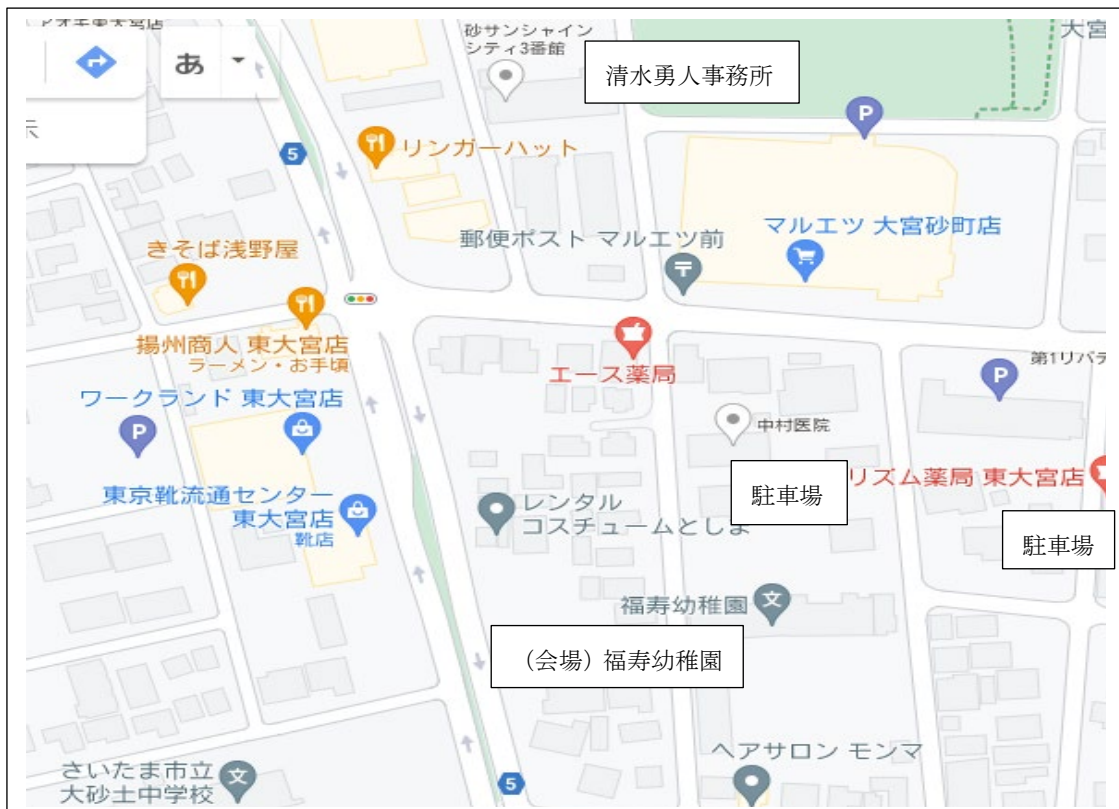 東大宮店
あ
砂サンシャイン
シティ3番館
清水勇人事務所
大宮
P
5
リンガーハット
マルエツ 大宮砂町店
郵便ポスト マルエツ前
きそば浅野屋
揚州商人 東大宮店
ラーメン・お手頃
エース薬局
第1リバラ
P
ワークランド 東大宮店
P
中村医院
リズム薬局 東大宮店
駐車場
東京靴流通センター
東大宮店
靴店
レンタル
コスチュームとしま
駐車場
福寿幼稚園
文
(会場)福寿幼稚園
ヘアサロン モンマ
さいたま市立
大砂土中学校
文
5